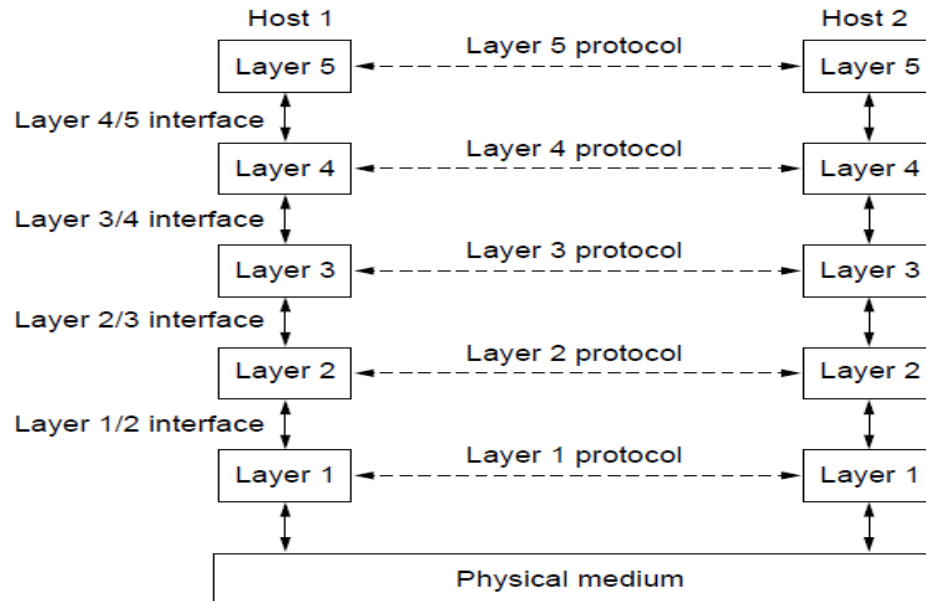 Host 1
Host 2
Layer 5 protocol
Layer 5
Layer 5
Layer 4/5 interface
Layer 4 protocol
Layer 4
Layer 4
Layer 3/4 interface
Layer 3 protocol
Layer 3
Layer 3
Layer 2/3 interface
Layer 2 protocol
Layer 2
Layer 2
Layer 1/2 interface
Layer 1 protocol
Layer 1
Layer 1
Physical medium